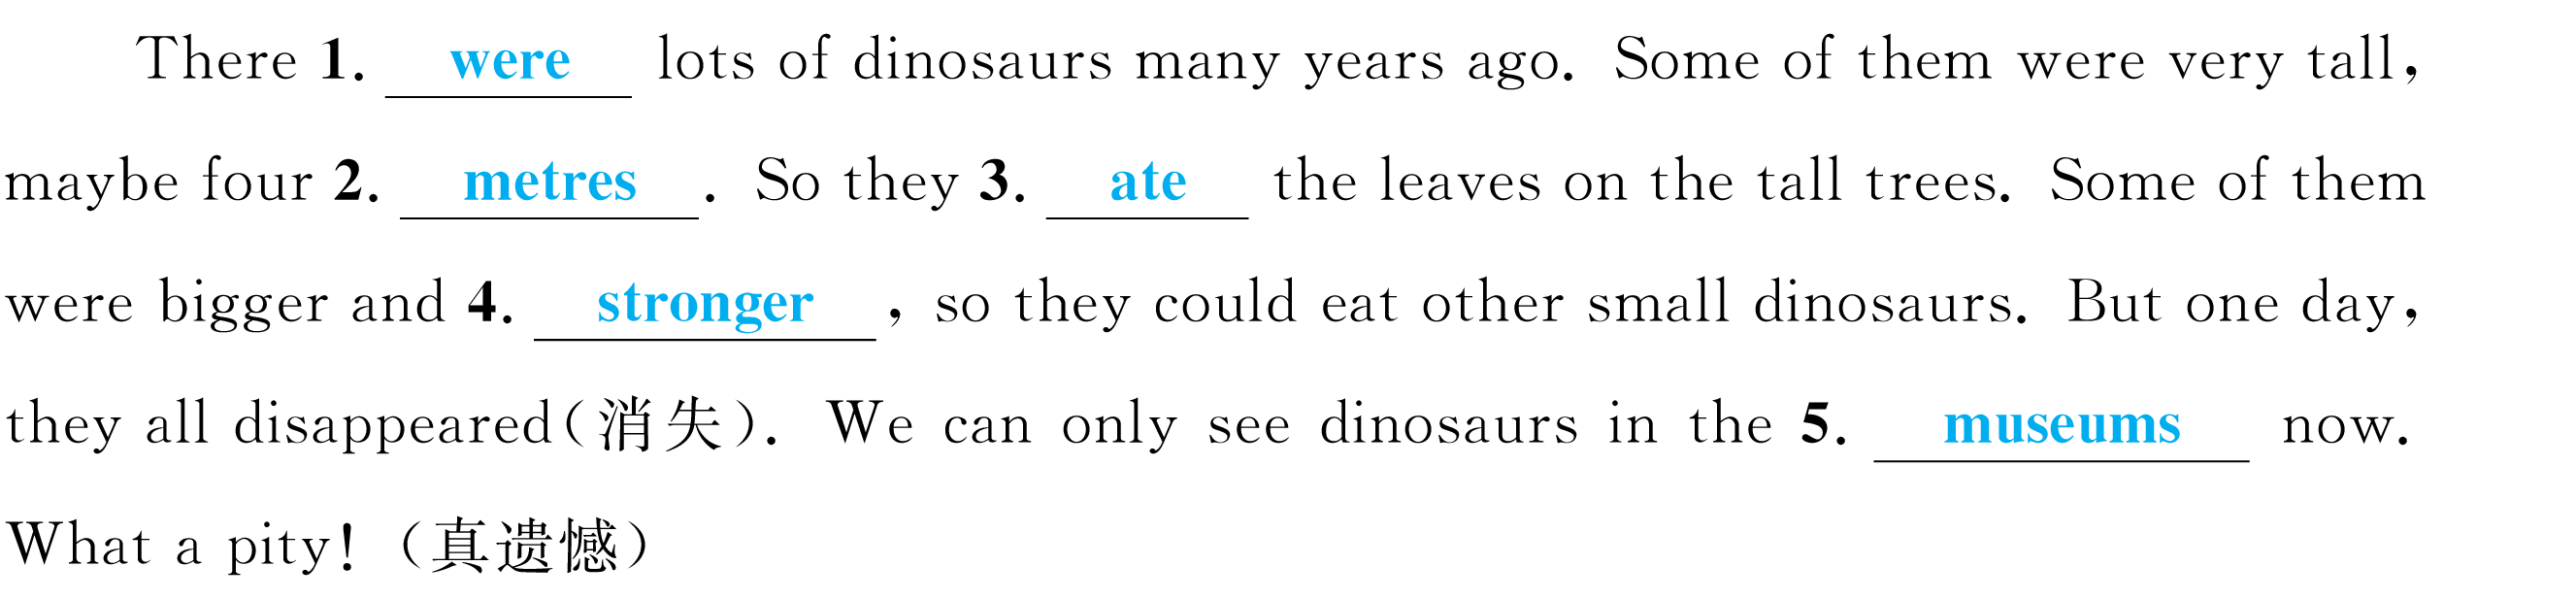 There 1. were lots of dinosaurs many years ago. Some of them were very tall,
maybe four 2. metres. So they 3. ate the leaves on the tall trees. Some of them
were bigger and 4. stronger, so they could eat other small dinosaurs. But one day,
they all disappeared(消失). We can only see dinosaurs in the 5. museums now.
What a pity!(真遗憾)